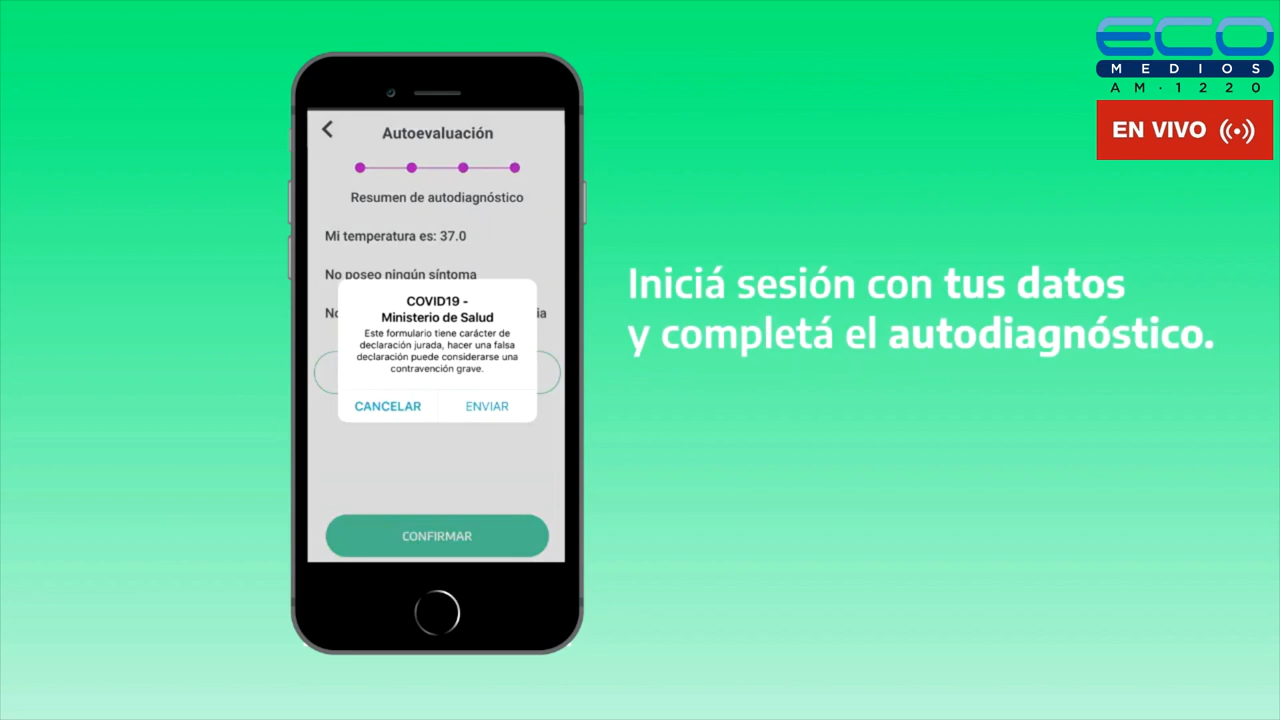 ECO
MEDIOS
AM·1220
EN VIVO
Autoevaluación
Resumen de autodiagnóstico
Mi temperatura es: 37.0
No poseo ningún síntoma
COVID19 -
Ministerio de Salud
Este formulario tiene carácter de
declaración jurada, hacer una falsa
declaración puede considerarse una
contravención grave.
CANCELAR
ENVIAR
CONFIRMAR
Iniciá sesión con tus datos
y completá el autodiagnóstico.